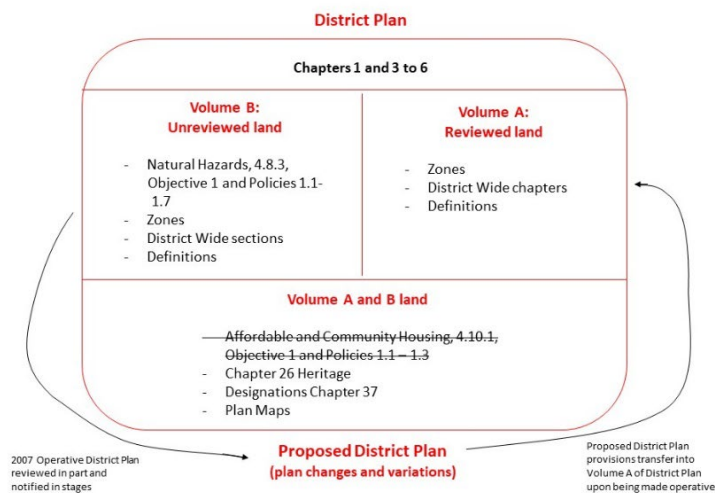 District Plan
Chapters 1 and 3 to 6
Volume B:
Unreviewed land
- Natural Hazards, 4.8.3,
Objective 1 and Policies 1.1-
1.7
- Zones
- District Wide sections
- Definitions
Volume A:
Reviewed land
- Zones
- District Wide chapters
- Definitions
Volume A and B land
- Affordable and Community Housing, 4.10.1,
Objective 1 and Policies 1.1 – 1.3
- Chapter 26 Heritage
- Designations Chapter 37
- Plan Maps
2007 Operative District Plan
reviewed in part and
notified in stages
Proposed District Plan
(plan changes and variations)
Proposed District Plan
provisions transfer into
Volume A of District Plan
upon being made operative